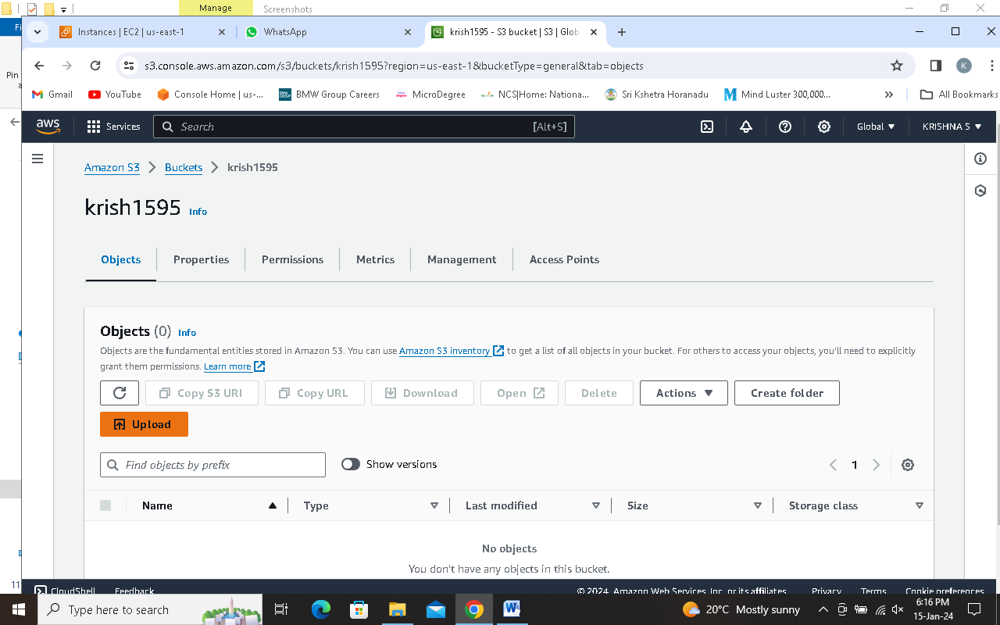 Manage
Screenshots
Fi
Instances | EC2 | us-east-1
WhatsApp
krish1595 - S3 bucket | S3 | Glob
s3.console.aws.amazon.com/s3/buckets/krish1595?region=us-east-1&bucketType=general&tab=objects
K
Pin
a
Gmail
YouTube
Console Home | us-...
BMW Group Careers
MicroDegree
NCS|Home: Nationa...
Sri Kshetra Horanadu
Mind Luster 300,000...
All Bookmarks
aws
Services
Search
[Alt+S]
Global
KRISHNA S
Amazon S3
Buckets
krish1595
krish1595 Info
Objects
Properties
Permissions
Metrics
Management
Access Points
Objects (0) Info
Objects are the fundamental entities stored in Amazon S3. You can use Amazon S3 inventory to get a list of all objects in your bucket. For others to access your objects, you'll need to explicitly
grant them permissions. Learn more
Copy S3 URI
Copy URL
Download
Open
Delete
Actions
Create folder
Upload
Find objects by prefix
Show versions
1
Name
Type
Last modified
Size
Storage class
No objects
You don't have any objects in this bucket.
11
CloudShell
Feedback
© 2024, Amazon Web Services, Inc. or its affiliates.
Privacy
Terms
Cookie preferences
Type here to search
20°C Mostly sunny
6:16 PM
15-Jan-24